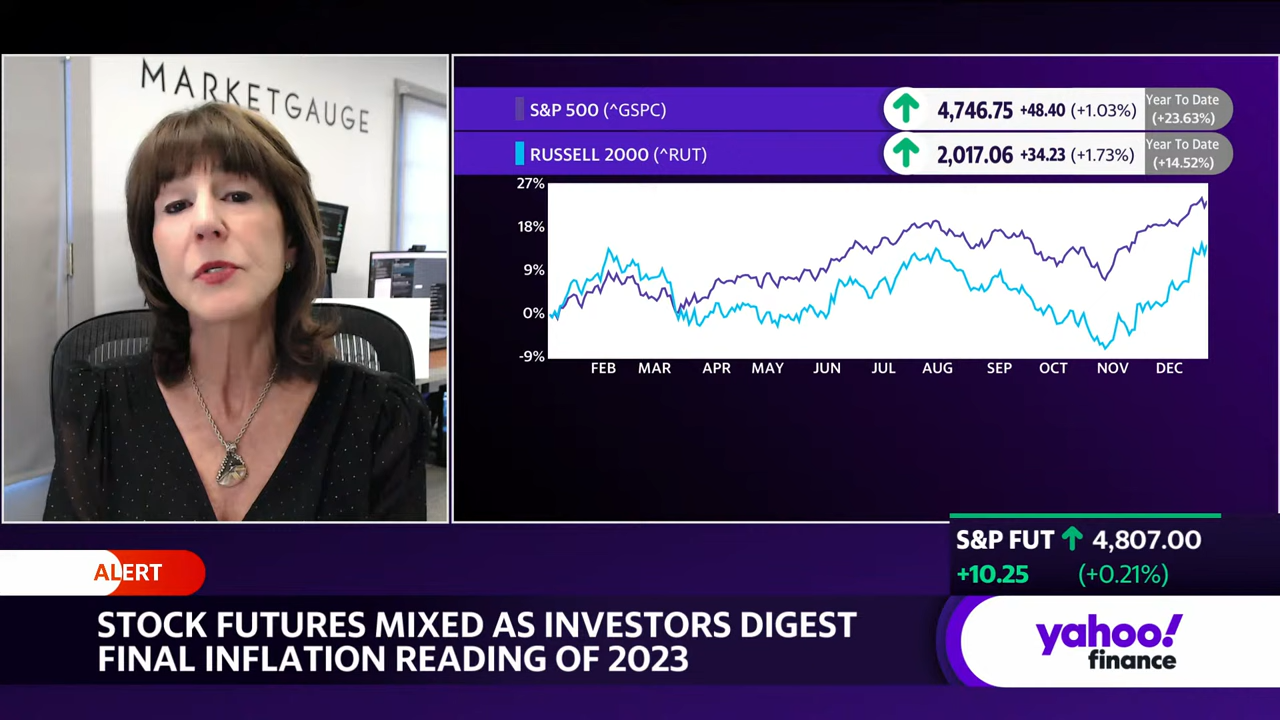 MARKETGAUGE
S&P 500 (^GSPC)
4,746.75 +48.40 (+1.03%)
Year To Date
(+23.63%)
RUSSELL 2000 (^RUT)
2,017.06 +34.23 (+1.73%)
Year To Date
(+14.52%)
27%
18%
9%
0%
-9%
FEB MAR APR MAY JUN JUL AUG SEP OCT NOV DEC
S&P FUT 4,807.00
+10.25 (+0.21%)
ALERT
STOCK FUTURES MIXED AS INVESTORS DIGEST
FINAL INFLATION READING OF 2023
yahoo!
finance